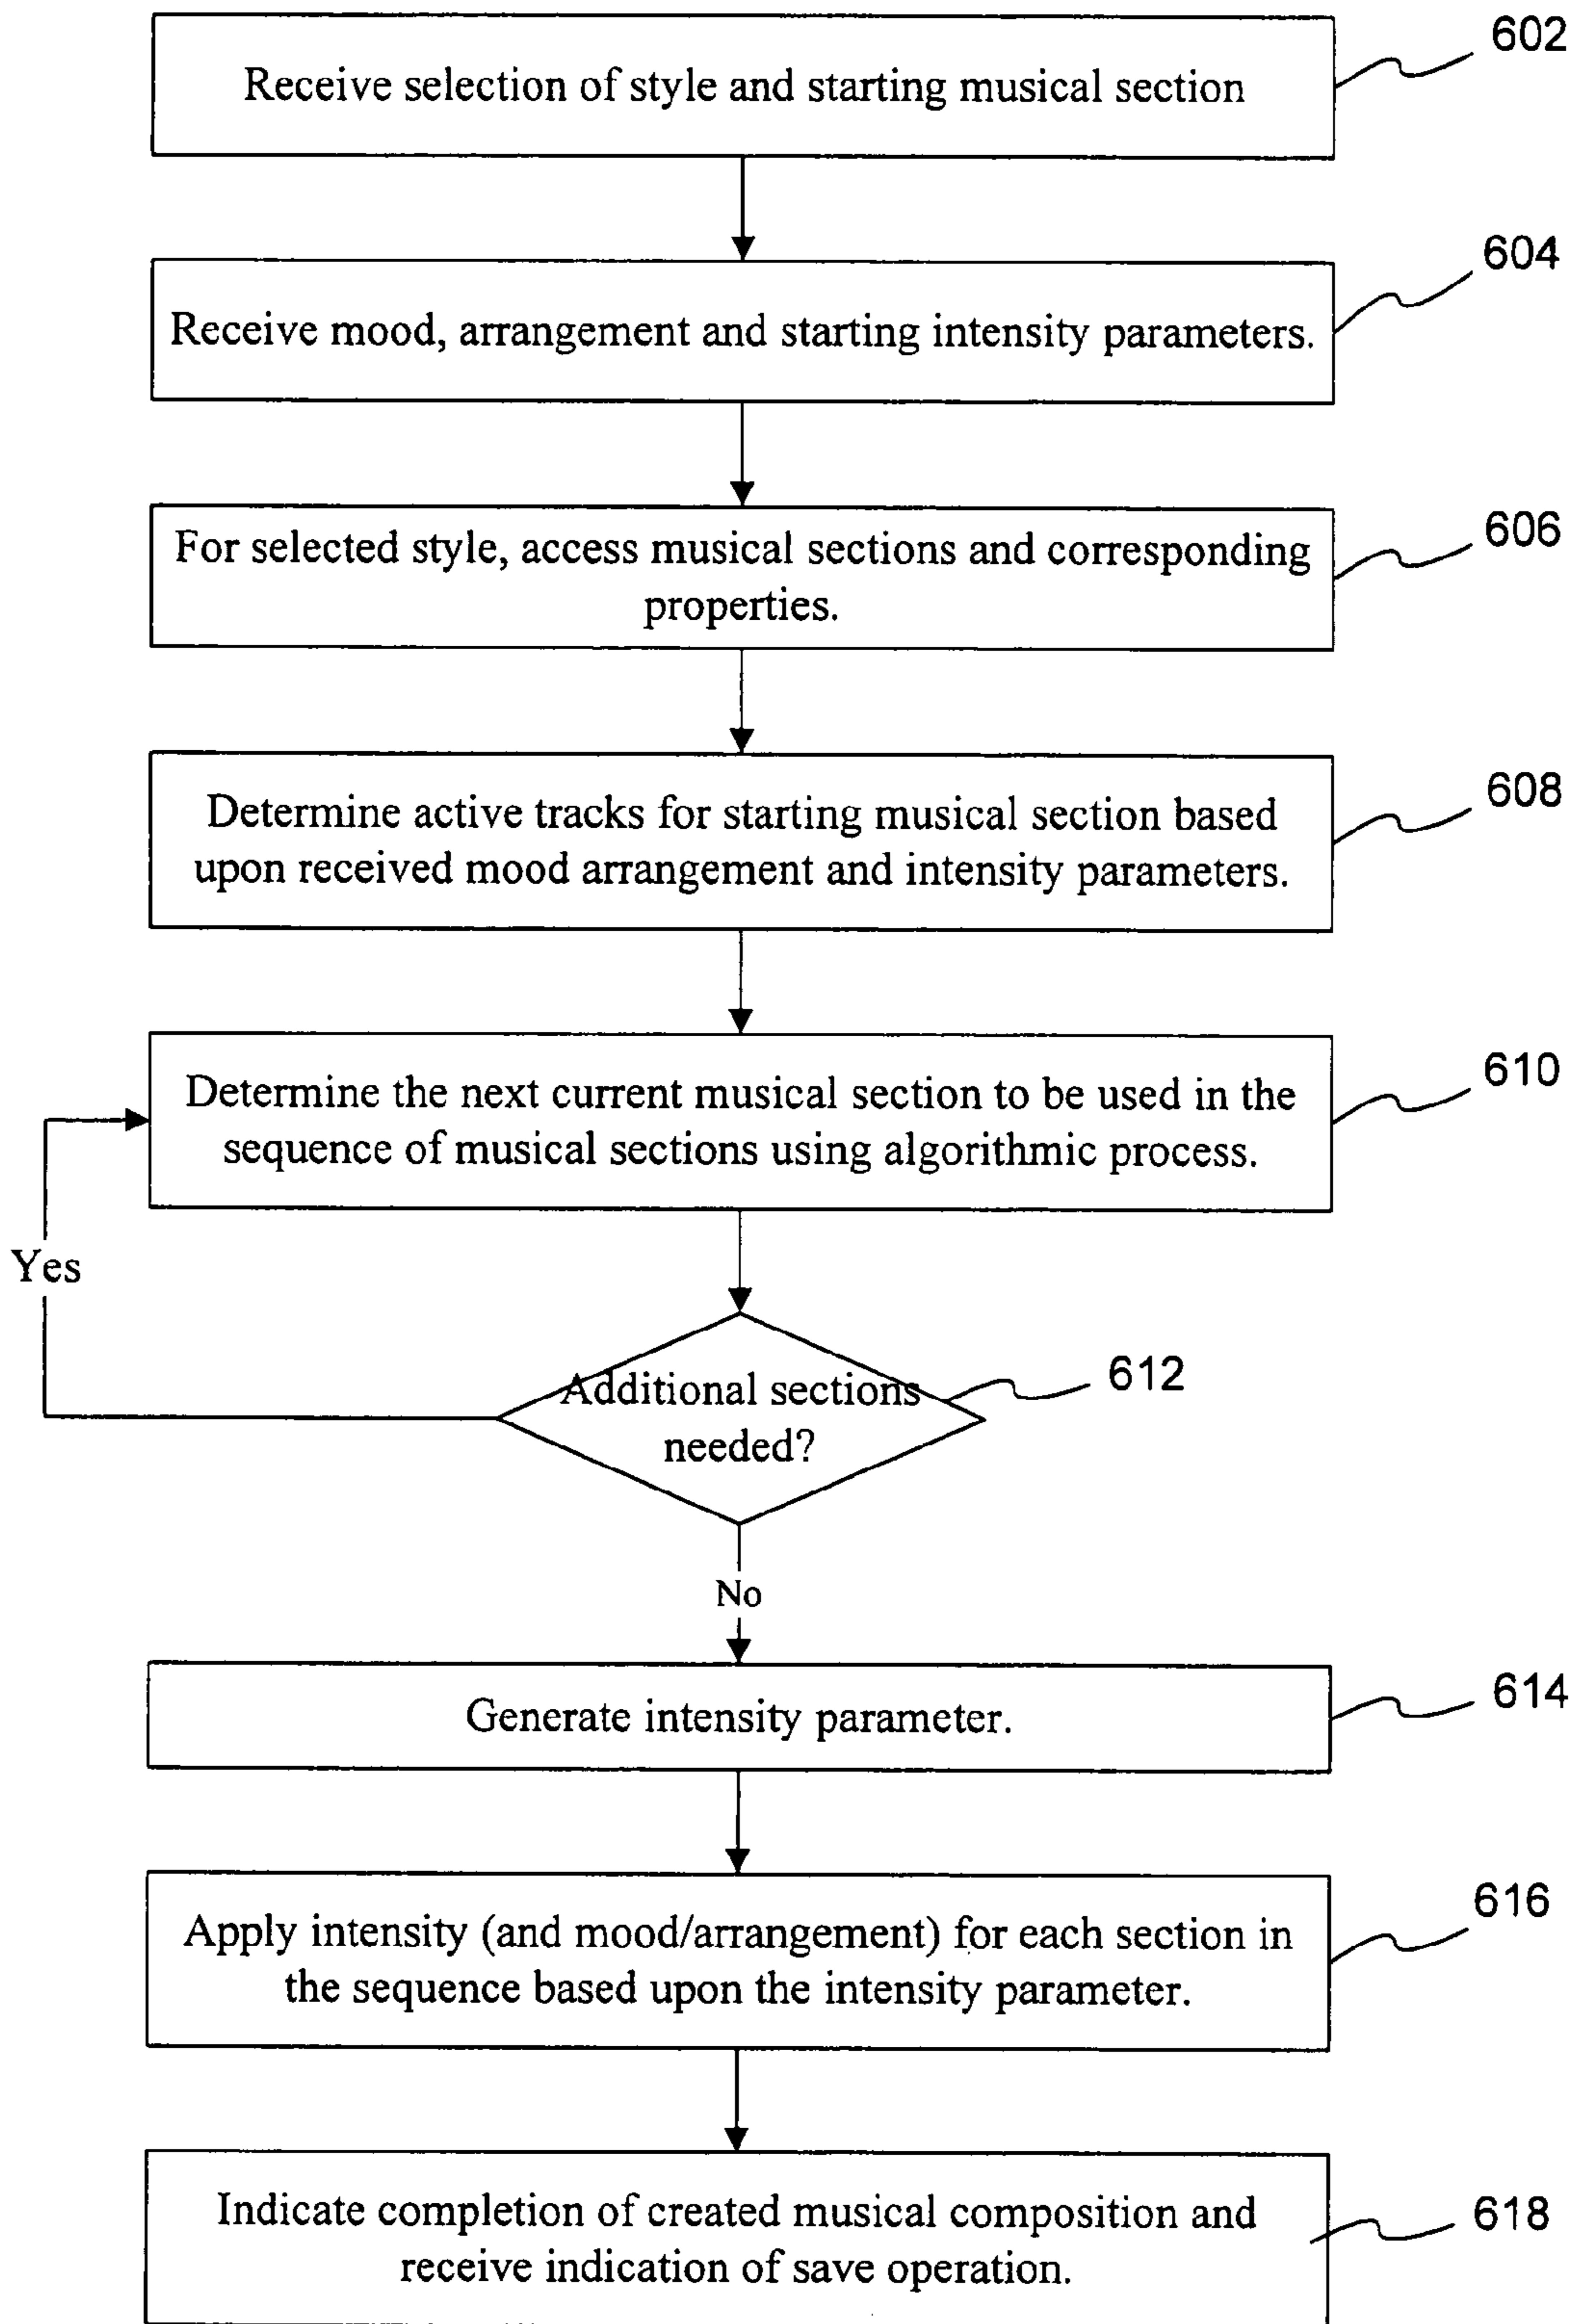 602
Receive selection of style and starting musical section
604
Receive mood, arrangement and starting intensity parameters.
606
For selected style, access musical sections and corresponding
properties.
608
Determine active tracks for starting musical section based
upon received mood arrangement and intensity parameters.
610
Determine the next current musical section to be used in the
sequence of musical sections using algorithmic process.
Yes
612
Additional sections
needed?
No
614
Generate intensity parameter.
616
Apply intensity (and mood/arrangement) for each section in
the sequence based upon the intensity parameter.
618
Indicate completion of created musical composition and
receive indication of save operation.